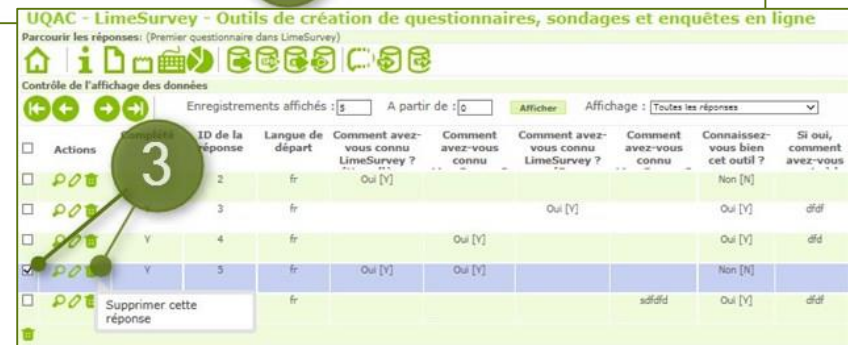 UQAC - LimeSurvey - Outils de création de questionnaires, sondages et enquêtes en ligne
Parcourir les réponses: (Premier questionnaire dans LimeSurvey)
Contrôle de l'affichage des données
Enregistrements affichés : 5 A partir de : 0 Afficher Affichage : Toutes les réponses
Actions Complété ID de la réponse Langue de départ Comment avez-vous connu LimeSurvey ? Comment avez-vous connu Comment avez-vous connu LimeSurvey ? Comment avez-vous connu Connaissez-vous bien cet outil ? Si oui, comment avez-vous
3
2 fr Oui [Y] Non [N]
3 fr Oui [Y] Oui [Y] dfdf
Y 4 fr Oui [Y] Oui [Y] dfd
Y 5 fr Oui [Y] Oui [Y] Non [N]
fr sdfdfd Oui [Y] dfdf
Supprimer cette
réponse